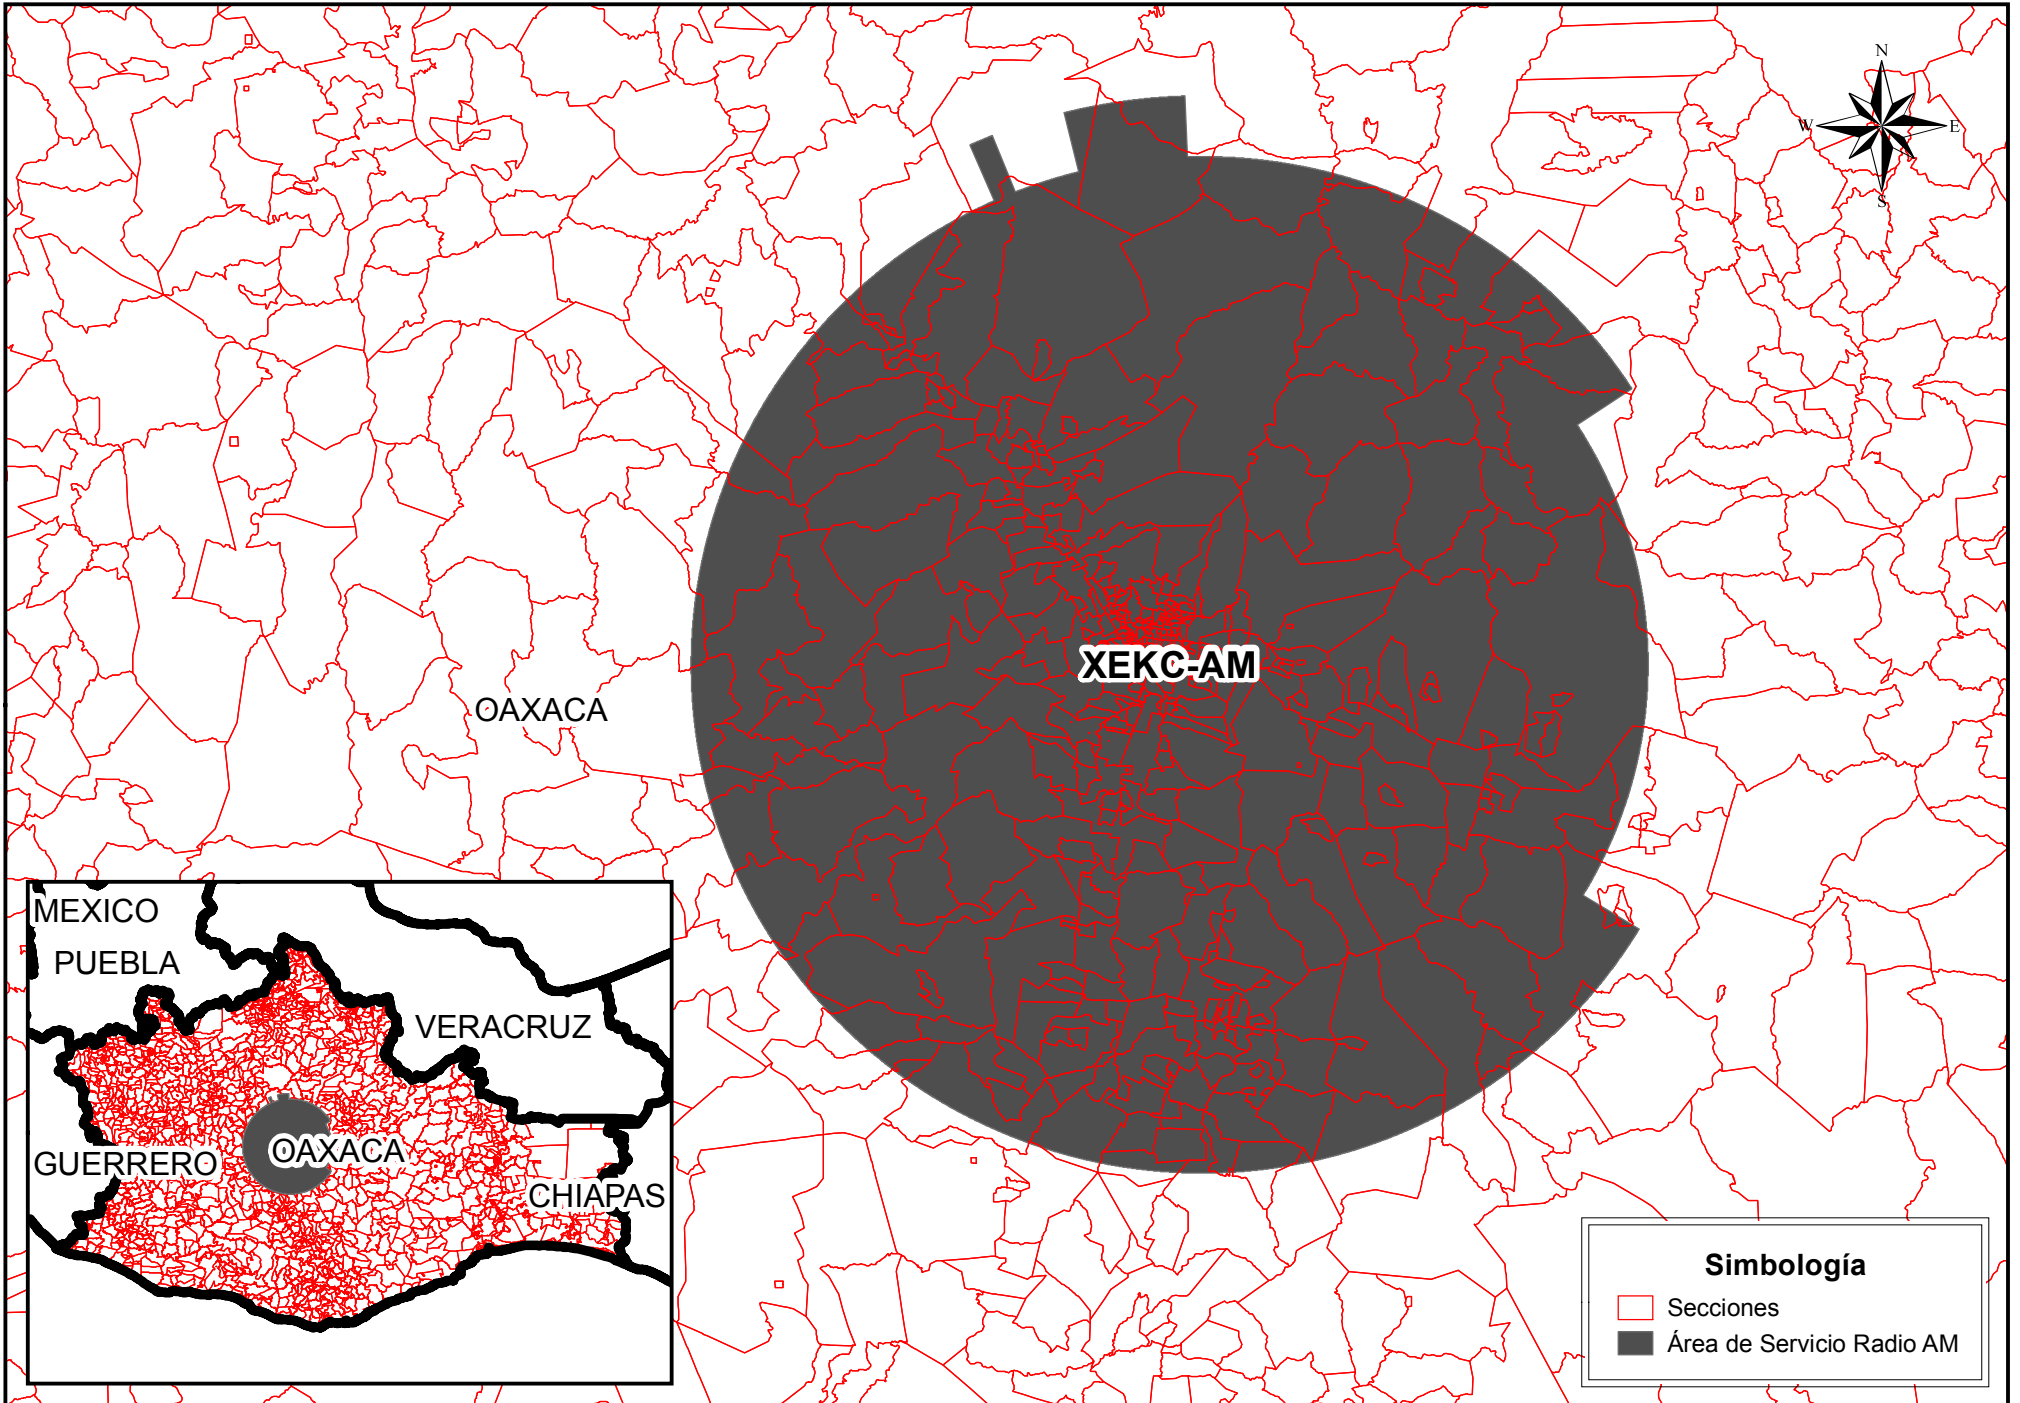 N
W
E
S
XEKC-AM
OAXACA
MEXICO
PUEBLA
VERACRUZ
GUERRERO
OAXACA
CHIAPAS
Simbología
Secciones
Área de Servicio Radio AM